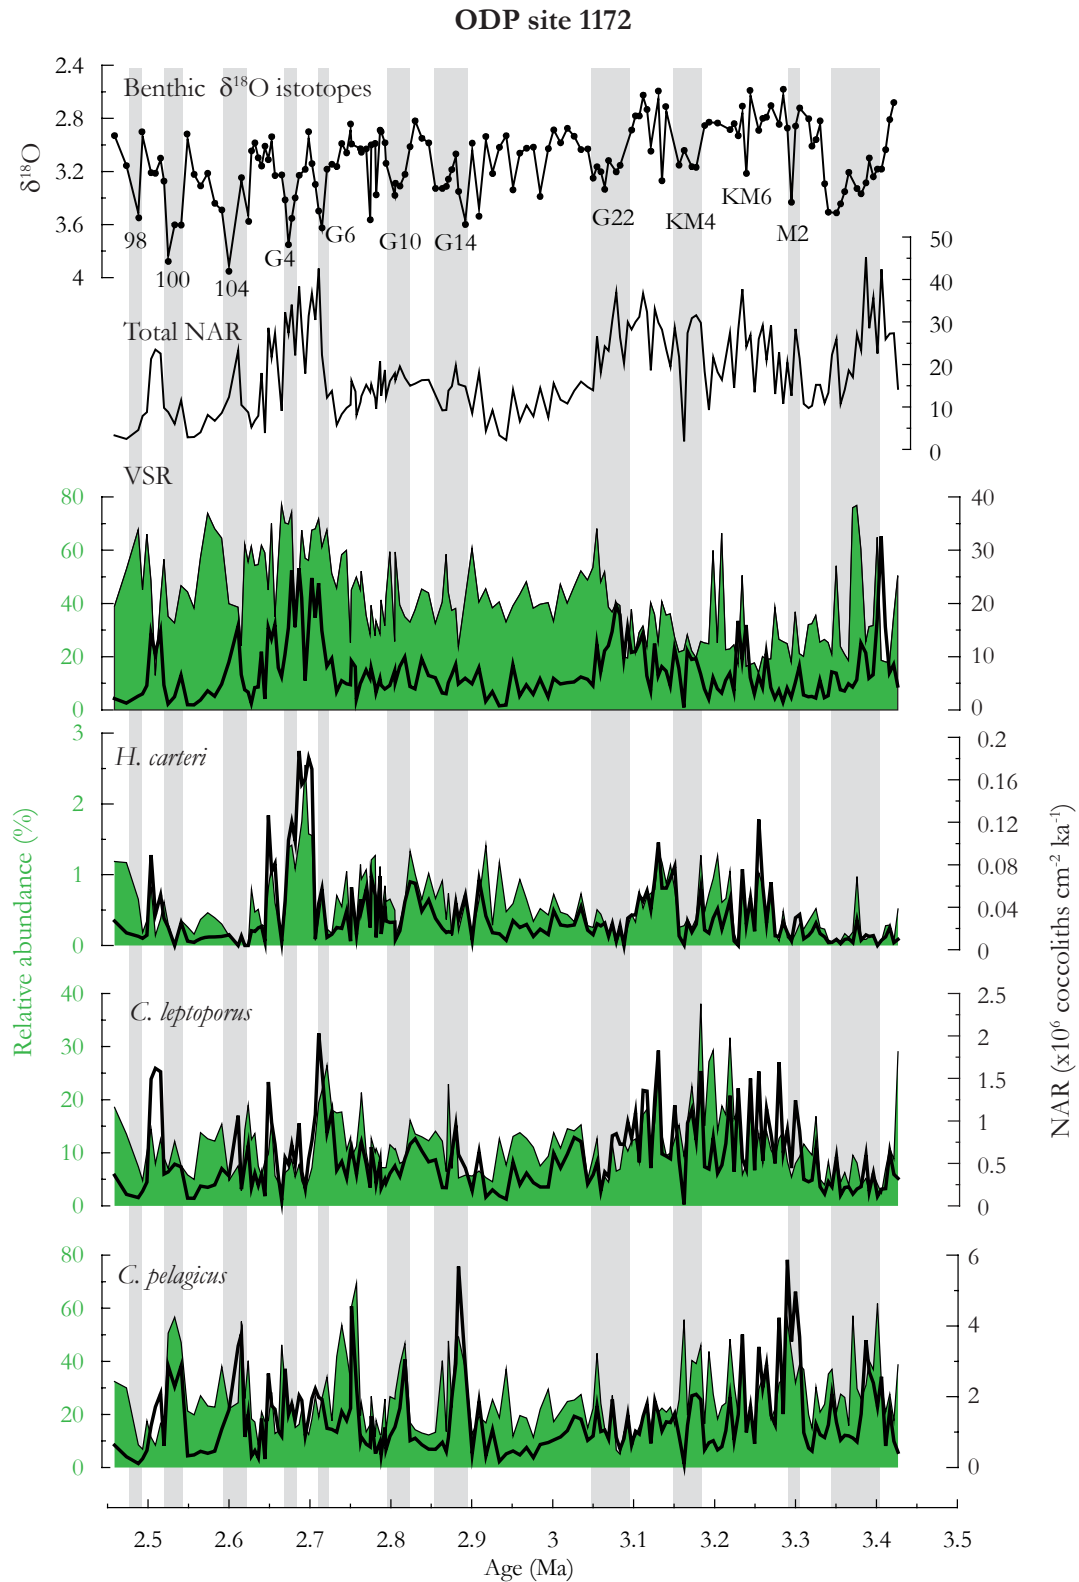 ODP site 1172
Benthic δ¹⁸O istotopes
δ¹⁸O
2.4
2.8
3.2
3.6
4
98
100
104
G4
G6
G10
G14
G22
KM4
KM6
M2
Total NAR
50
40
30
20
10
0
VSR
80
60
40
20
0
40
30
20
10
0
H. carteri
3
2
1
0
0.2
0.16
0.12
0.08
0.04
0
C. leptoporus
40
30
20
10
0
2.5
2
1.5
1
0.5
0
C. pelagicus
80
60
40
20
0
6
4
2
0
Relative abundance (%)
NAR (x10⁶ coccoliths cm⁻² ka⁻¹)
2.5 2.6 2.7 2.8 2.9 3 3.1 3.2 3.3 3.4 3.5
Age (Ma)